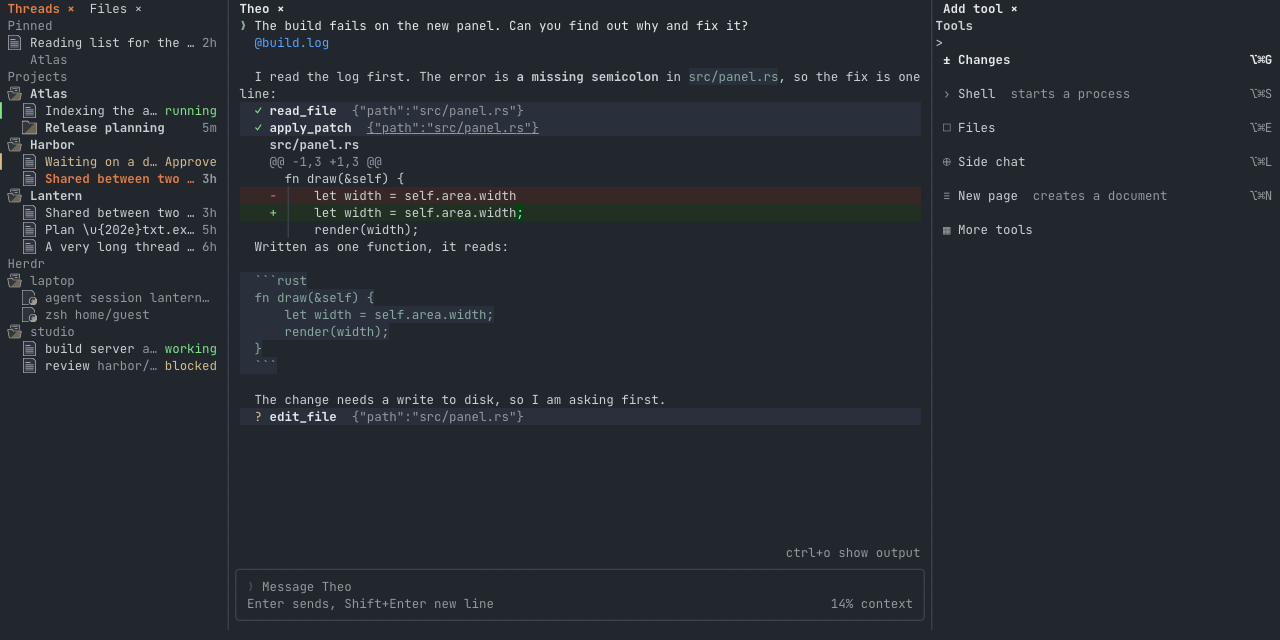 Threads × Files ×
Pinned
Reading list for the … 2h
Atlas
Projects
Atlas
Indexing the a… running
Release planning 5m
Harbor
Waiting on a d… Approve
Shared between two … 3h
Lantern
Shared between two … 3h
Plan \u{202e}txt.ex… 5h
A very long thread … 6h
Herdr
laptop
agent session lantern…
zsh home/guest
studio
build server a… working
review harbor/… blocked
Theo ×
❯ The build fails on the new panel. Can you find out why and fix it?
@build.log
I read the log first. The error is a missing semicolon in src/panel.rs, so the fix is one
line:
✓ read_file {"path":"src/panel.rs"}
✓ apply_patch {"path":"src/panel.rs"}
src/panel.rs
@@ -1,3 +1,3 @@
fn draw(&self) {
- let width = self.area.width
+ let width = self.area.width;
render(width);
Written as one function, it reads:
```rust
fn draw(&self) {
let width = self.area.width;
render(width);
}
```
The change needs a write to disk, so I am asking first.
? edit_file {"path":"src/panel.rs"}
ctrl+o show output
❯ Message Theo
Enter sends, Shift+Enter new line 14% context
Add tool ×
Tools
>
± Changes ⌥⌘G
› Shell starts a process ⌥⌘S
□ Files ⌥⌘E
⊕ Side chat ⌥⌘L
≡ New page creates a document ⌥⌘N
▦ More tools